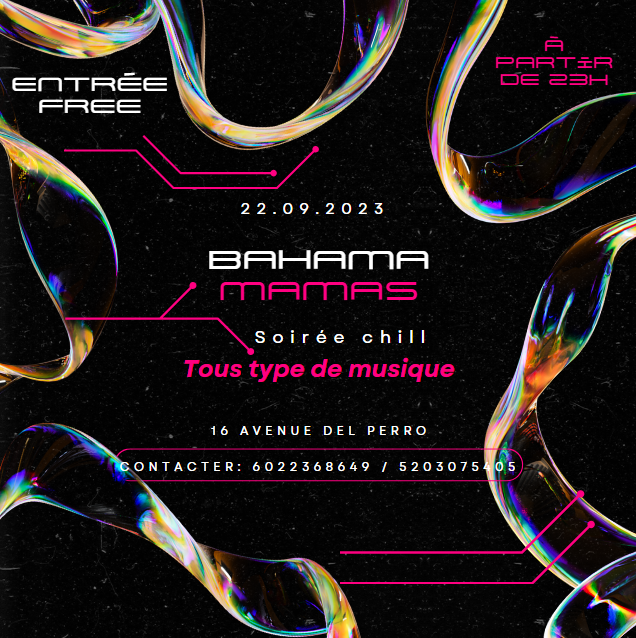 ENTRÉE
FREE
À
PARTIR
DE 23H
22.09.2023
BAHAMA
MAMAS
Soirée chill
Tous type de musique
16 AVENUE DEL PERRO
CONTACTER: 6022368649 / 5203075405